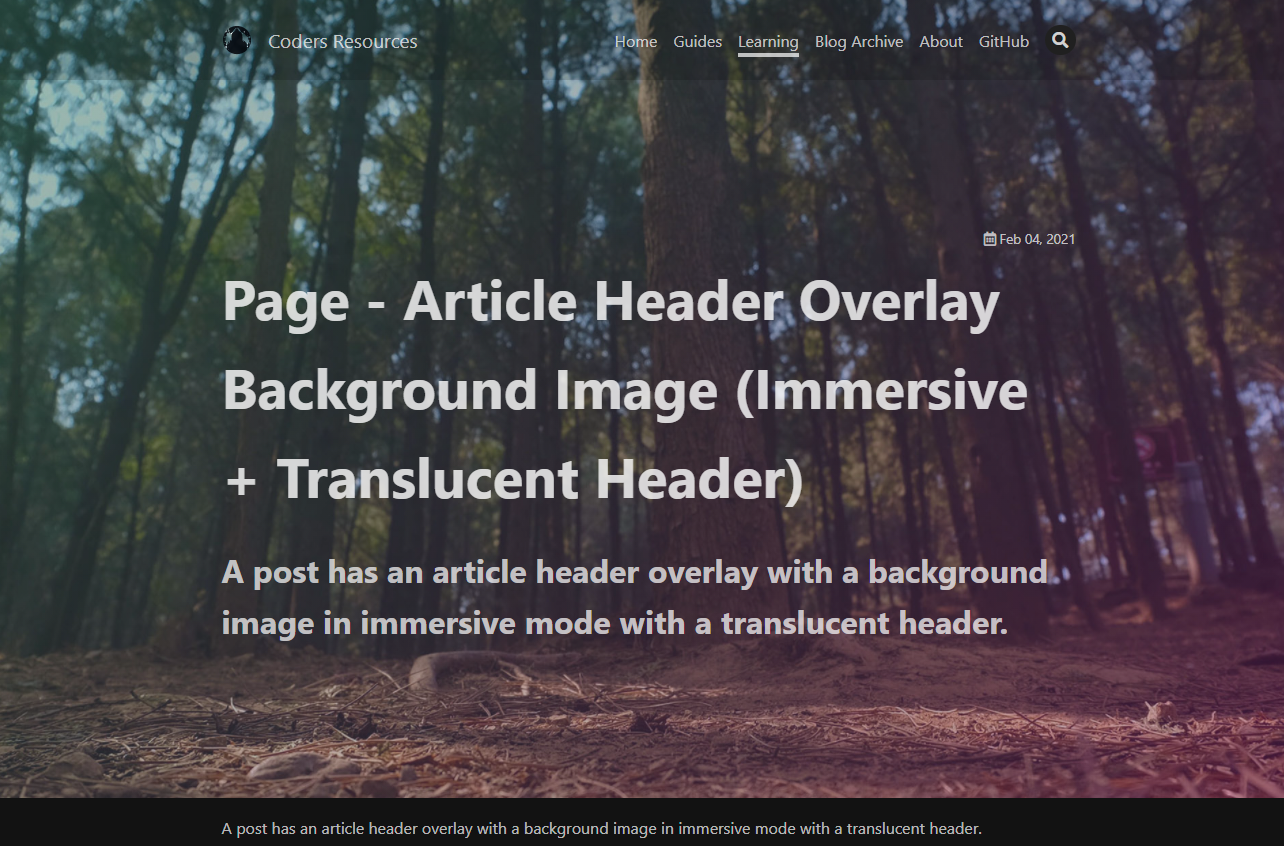 Coders Resources
Home Guides Learning Blog Archive About GitHub
Feb 04, 2021
Page - Article Header Overlay
Background Image (Immersive
+ Translucent Header)
A post has an article header overlay with a background
image in immersive mode with a translucent header.
A post has an article header overlay with a background image in immersive mode with a translucent header.